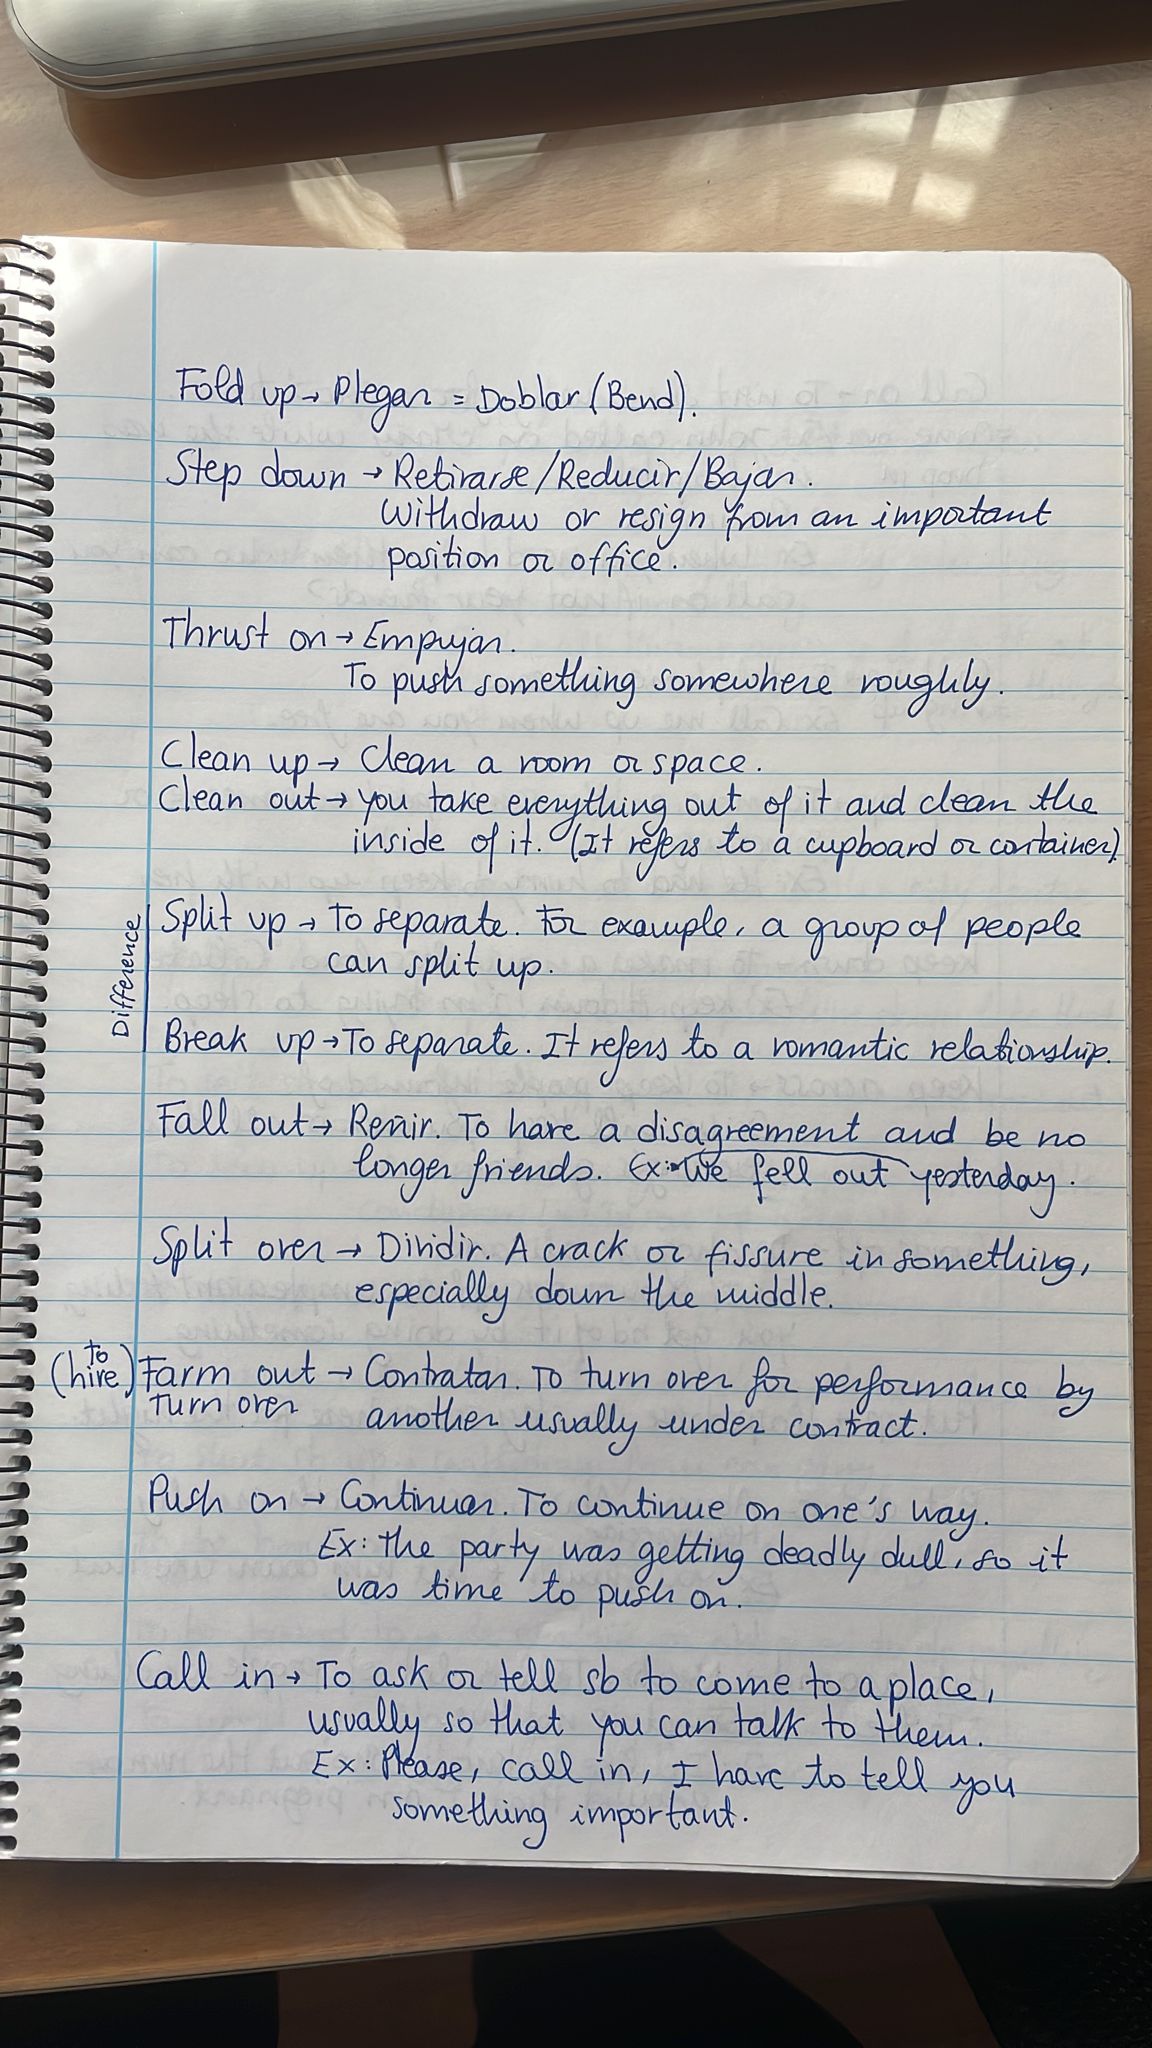 Fold up → Plegar = Doblar (Bend).
Step down → Retirarse/Reducir/Bajar.
Withdraw or resign from an important
position or office.
Thrust on → Empujar.
To push something somewhere roughly.
Clean up → Clean a room or space.
Clean out → you take everything out of it and clean the
inside of it. (It refers to a cupboard or container).
Difference
Split up → To separate. For example, a group of people
can split up.
Break up → To separate. It refers to a romantic relationship.
Fall out → Reñir. To have a disagreement and be no
longer friends. Ex: We fell out yesterday.
Split over → Dividir. A crack or fissure in something,
especially down the middle.
(to hire) Farm out → Contratar. To turn over for performance by
Turn over another usually under contract.
Push on → Continuar. To continue on one's way.
Ex: the party was getting deadly dull, so it
was time to push on.
Call in → To ask or tell sb to come to a place,
usually so that you can talk to them.
Ex: Please, call in, I have to tell you
something important.